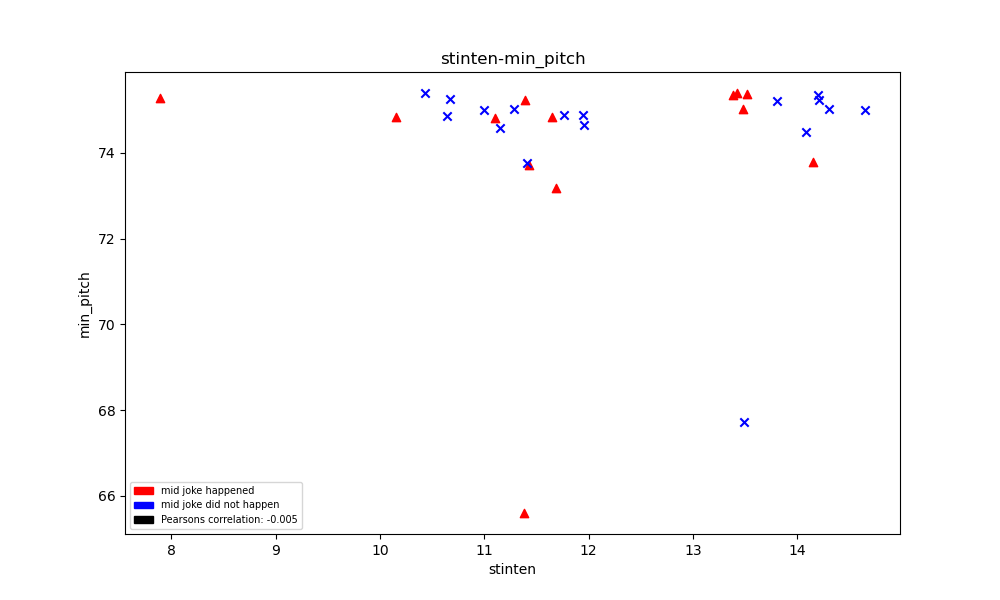 stinten-min_pitch
min_pitch
74
72
70
68
66
mid joke happened
mid joke did not happen
Pearsons correlation: -0.005
8 9 10 11 12 13 14
stinten